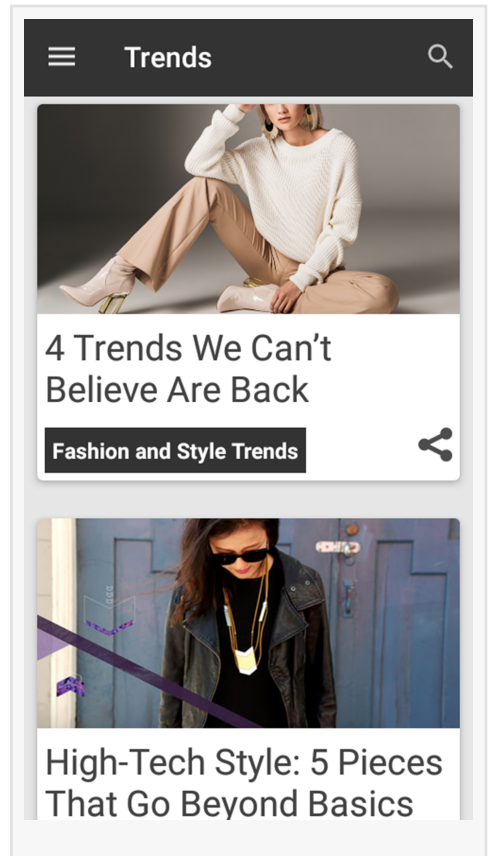 Trends
4 Trends We Can’t
Believe Are Back
Fashion and Style Trends
High-Tech Style: 5 Pieces
That Go Beyond Basics